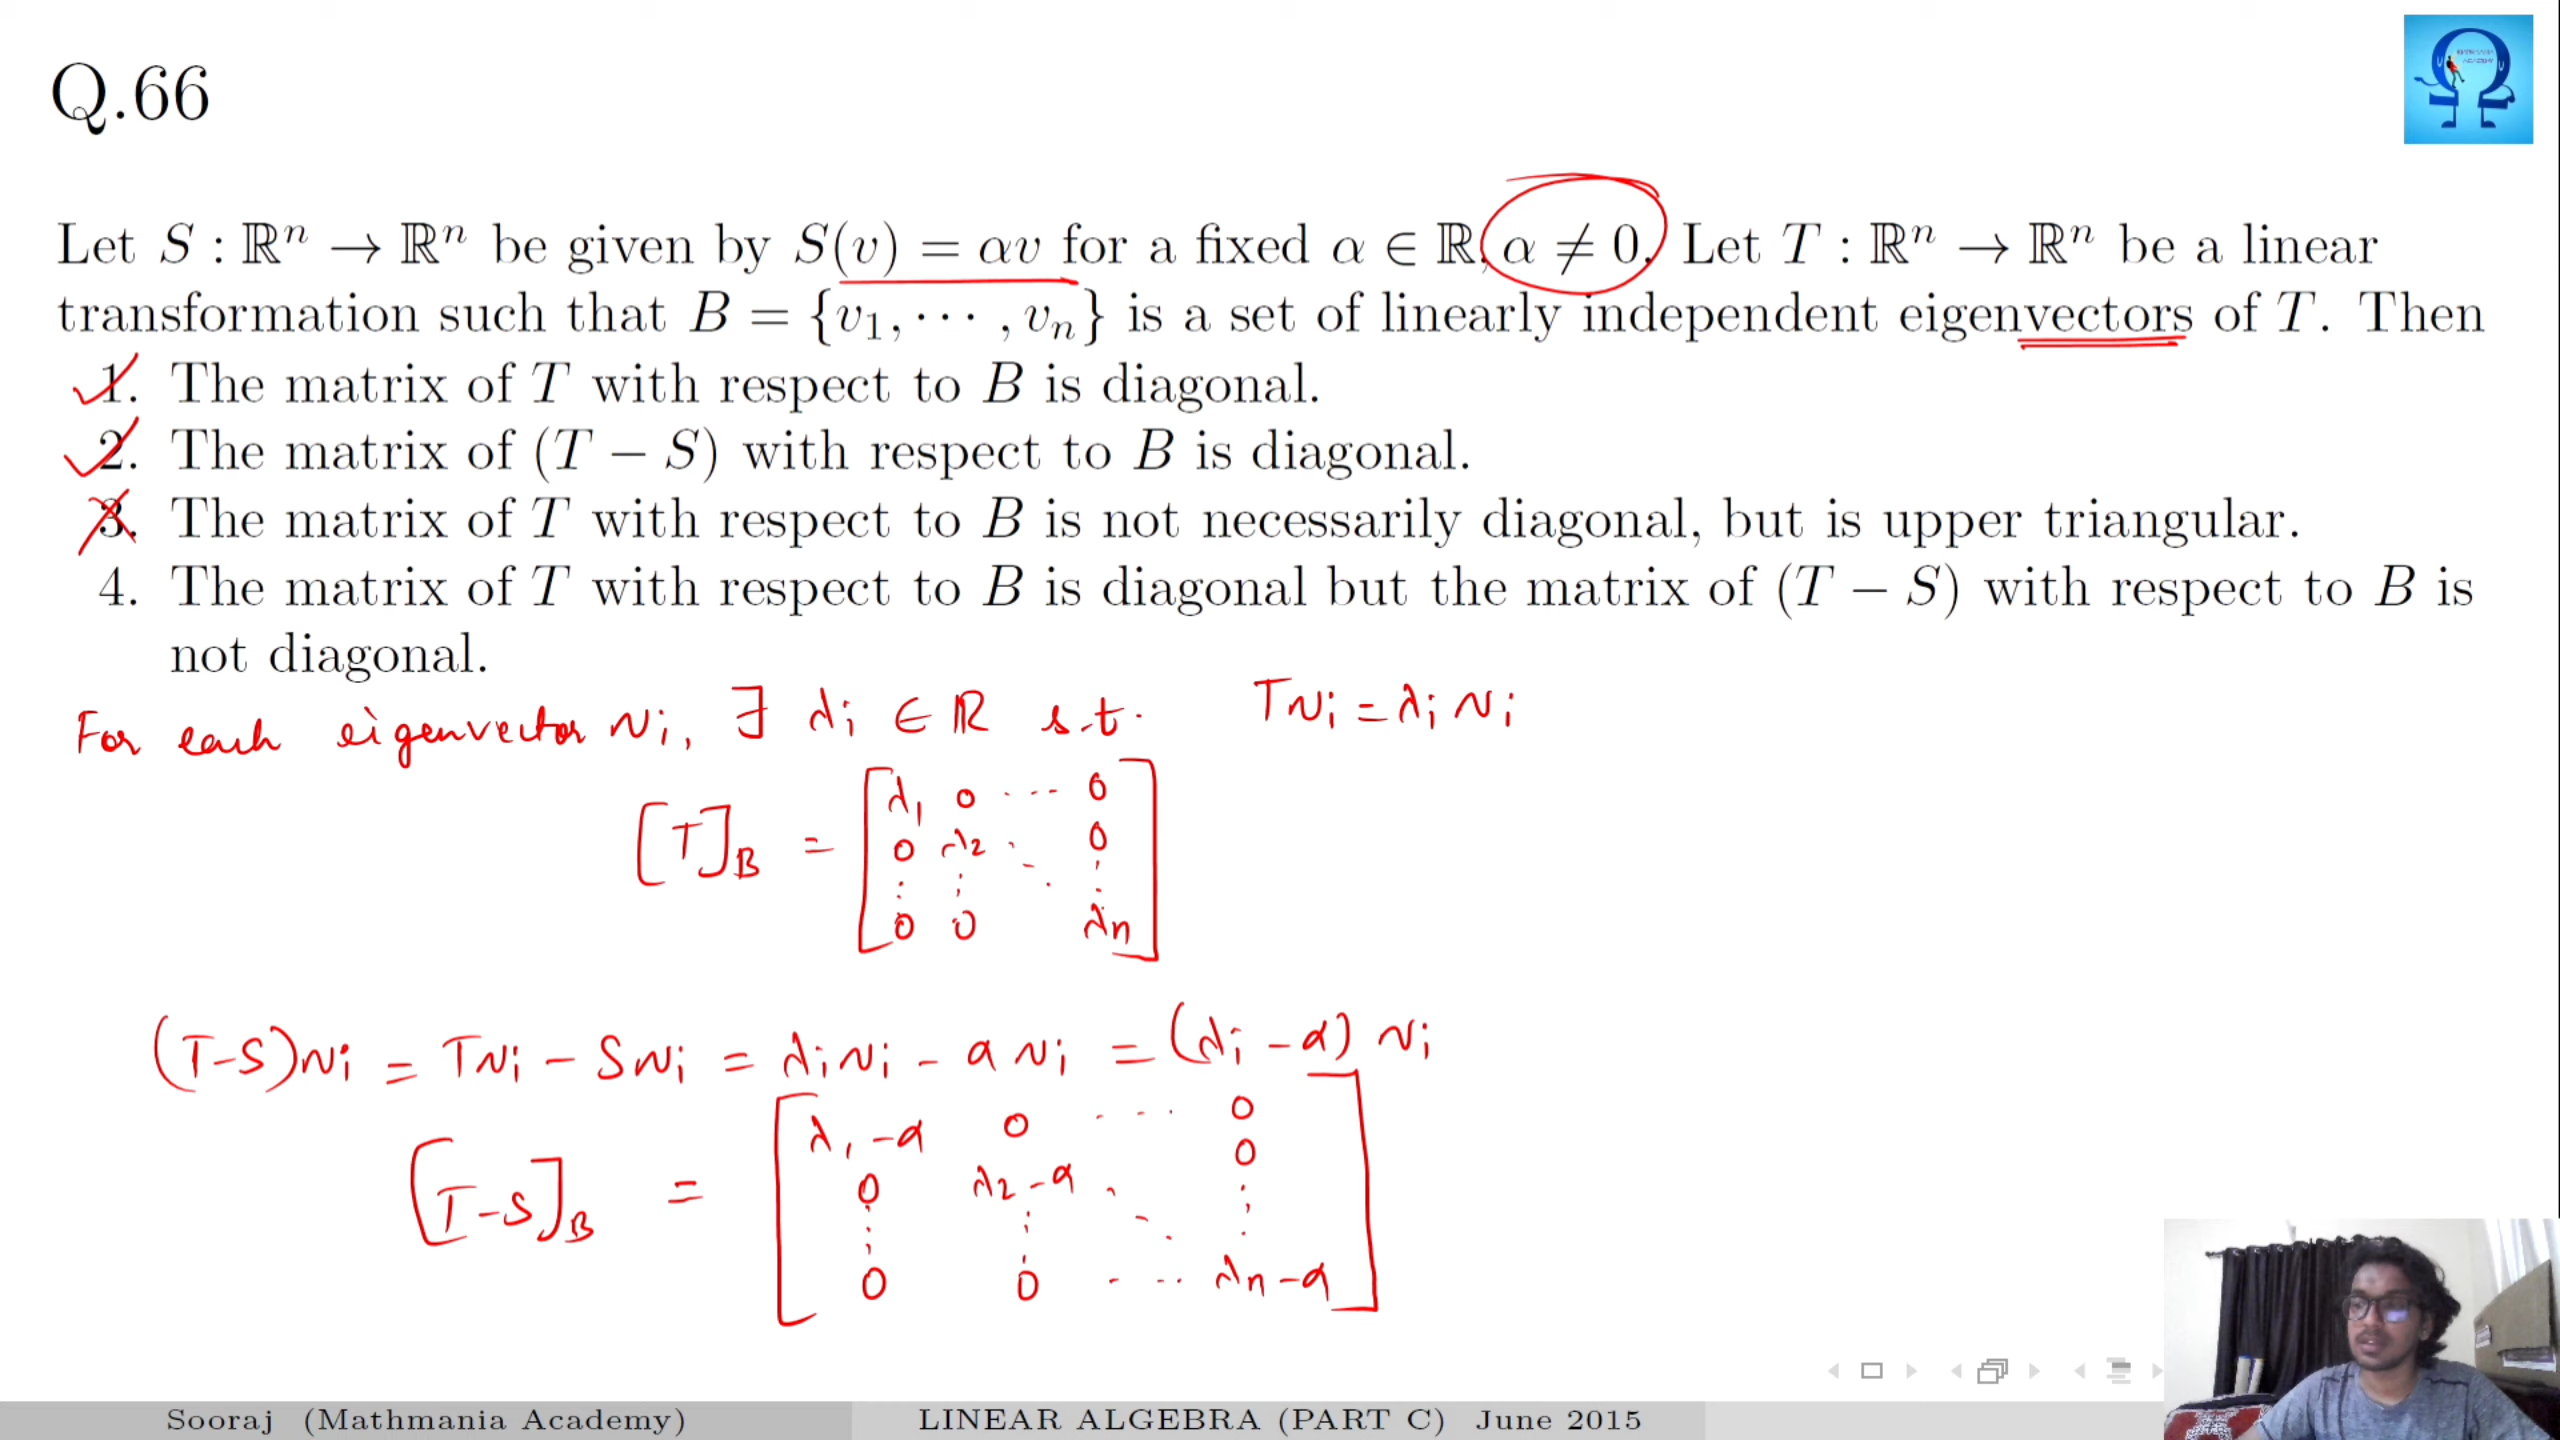 Q.66
Let S : ℝⁿ → ℝⁿ be given by S(v) = αv for a fixed α ∈ ℝ, α ≠ 0. Let T : ℝⁿ → ℝⁿ be a linear
transformation such that B = {v₁, ⋯ , vₙ} is a set of linearly independent eigenvectors of T. Then
1. The matrix of T with respect to B is diagonal.
2. The matrix of (T − S) with respect to B is diagonal.
3. The matrix of T with respect to B is not necessarily diagonal, but is upper triangular.
4. The matrix of T with respect to B is diagonal but the matrix of (T − S) with respect to B is
not diagonal.
For each eigenvector vᵢ, ∃ λᵢ ∈ ℝ s.t. Tvᵢ = λᵢ vᵢ
[T]_B = [λ₁ 0 ⋯ 0
0 λ₂ ⋱ 0
⋮ ⋮ ⋱ ⋮
0 0 λₙ]
(T-S)vᵢ = Tvᵢ - Svᵢ = λᵢvᵢ - αvᵢ = (λᵢ - α) vᵢ
[T-S]_B = [λ₁-α 0 ⋯ 0
0 λ₂-α ⋱ 0
⋮ ⋮ ⋱ ⋮
0 0 ⋯ λₙ-α]
Sooraj (Mathmania Academy) LINEAR ALGEBRA (PART C) June 2015